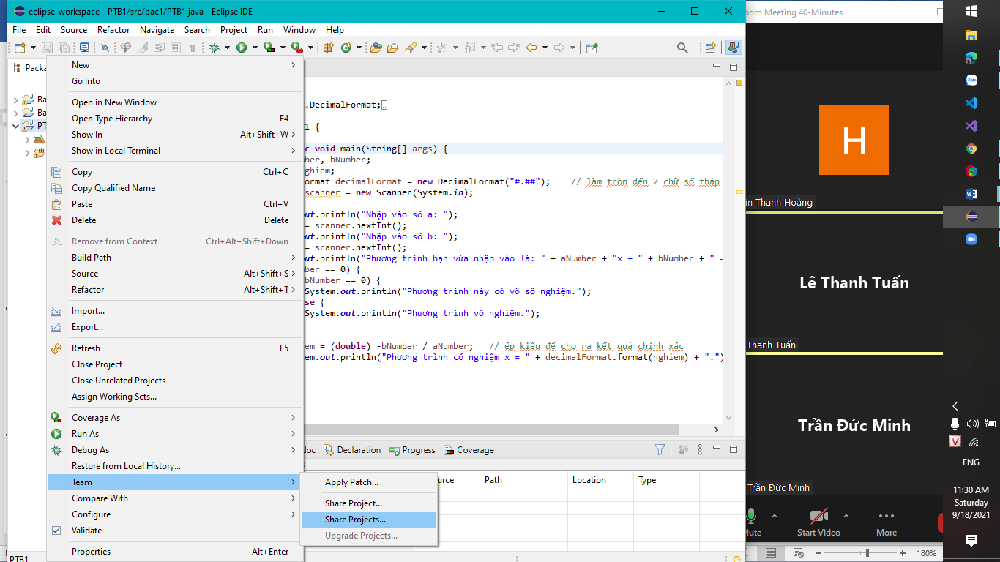 eclipse-workspace - PTB1/src/bac1/PTB1.java - Eclipse IDE
File Edit Source Refactor Navigate Search Project Run Window Help
Packa
Ba
Ba
PT
New
Go Into
Open in New Window
Open Type Hierarchy F4
Show In Alt+Shift+W
Show in Local Terminal
Copy Ctrl+C
Copy Qualified Name
Paste Ctrl+V
Delete Delete
Remove from Context Ctrl+Alt+Shift+Down
Build Path
Source Alt+Shift+S
Refactor Alt+Shift+T
Import...
Export...
Refresh F5
Close Project
Close Unrelated Projects
Assign Working Sets...
Coverage As
Run As
Debug As
Restore from Local History...
Team
Compare With
Configure
Validate
Properties Alt+Enter
PTB1
Apply Patch...
Share Project...
Share Projects...
Upgrade Projects...
.DecimalFormat;
1 {
c void main(String[] args) {
ber, bNumber;
ghiem;
ormat decimalFormat = new DecimalFormat("#.##"); // làm tròn đến 2 chữ số thập
scanner = new Scanner(System.in);
out.println("Nhập vào số a: ");
= scanner.nextInt();
out.println("Nhập vào số b: ");
= scanner.nextInt();
out.println("Phương trình bạn vừa nhập vào là: " + aNumber + "x + " + bNumber + " =
ber == 0) {
bNumber == 0) {
System.out.println("Phương trình này có vô số nghiệm.");
se {
System.out.println("Phương trình vô nghiệm.");
em = (double) -bNumber / aNumber; // ép kiểu để cho ra kết quả chính xác
em.out.println("Phương trình có nghiệm x = " + decimalFormat.format(nghiem) + ".")
doc Declaration Progress Coverage
urce Path Location Type
oom Meeting 40-Minutes
H
ần Thanh Hoàng
Lê Thanh Tuấn
Thanh Tuấn
Trần Đức Minh
Trần Đức Minh
Mute Start Video More
180%
Zalo
V
ENG
11:30 AM
Saturday
9/18/2021